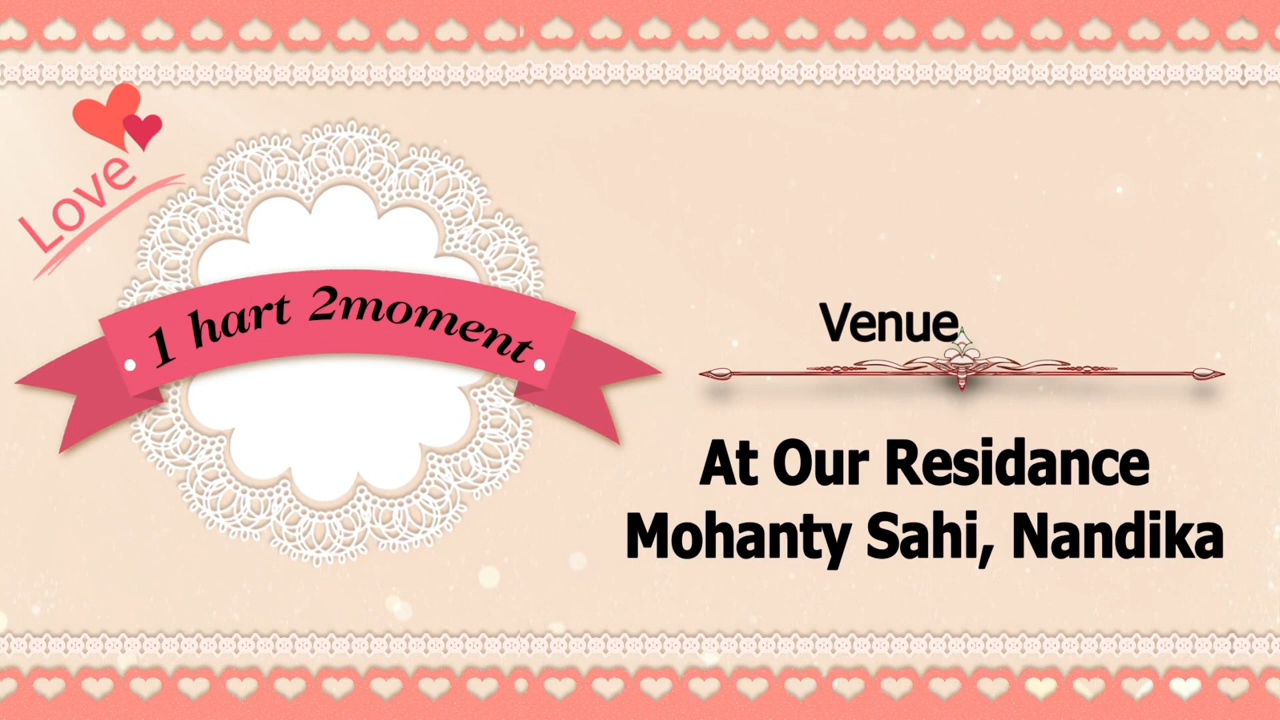 Love
1 hart 2moment
Venue
At Our Residance
Mohanty Sahi, Nandika